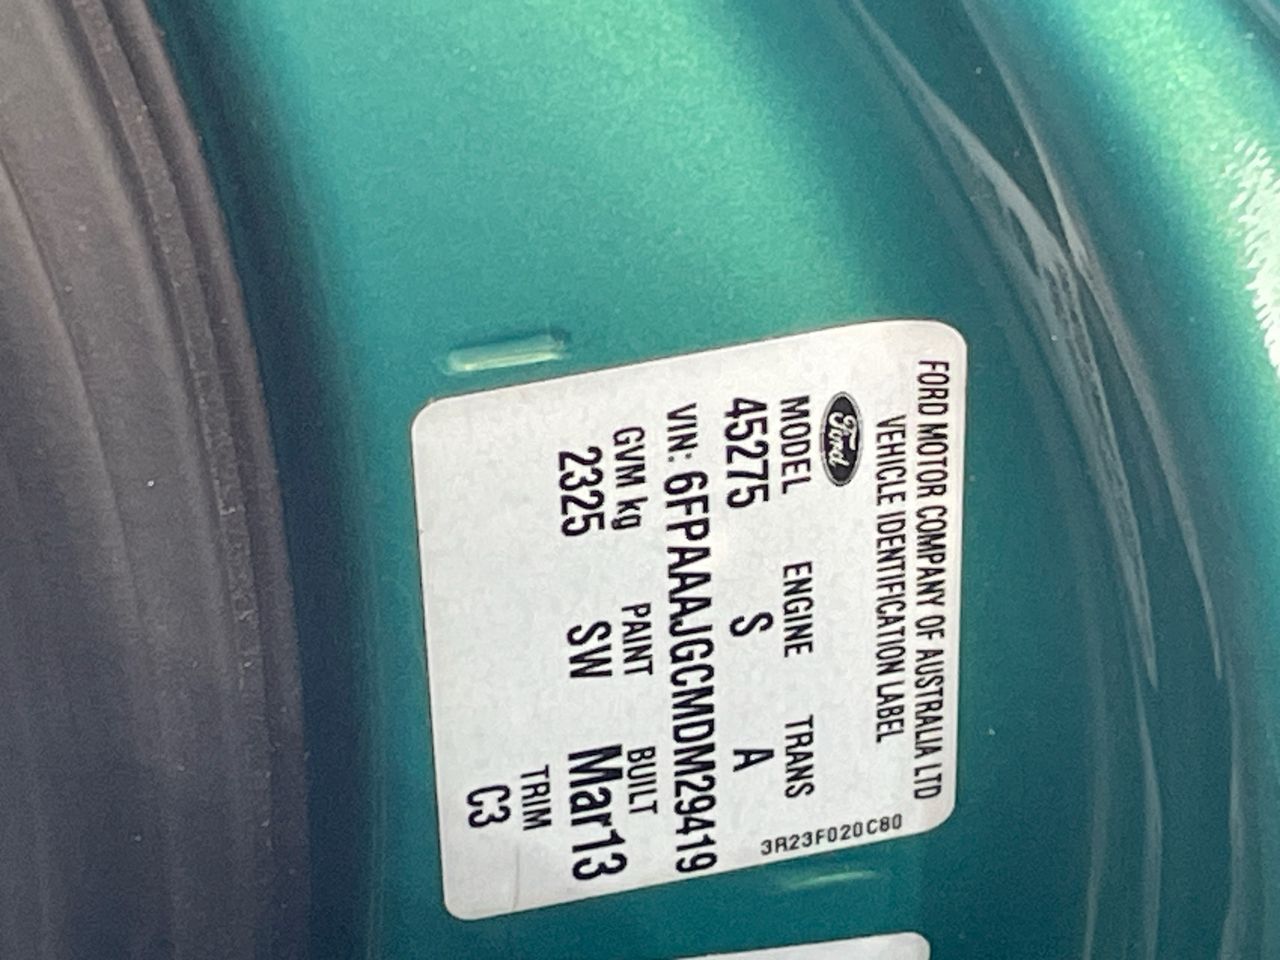 FORD MOTOR COMPANY OF AUSTRALIA LTD
VEHICLE IDENTIFICATION LABEL
Ford
3R23F020C80
MODEL ENGINE TRANS
45275 S A
VIN: 6FPAAAJGCMDM29419
GVM kg PAINT BUILT
2325 SW Mar13
TRIM
C3